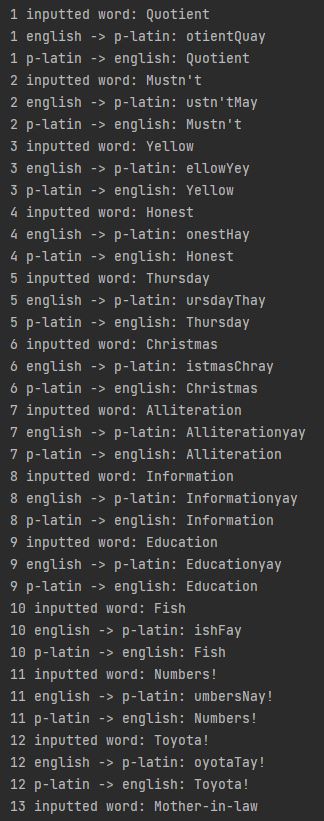 1 inputted word: Quotient
1 english -> p-latin: otientQuay
1 p-latin -> english: Quotient
2 inputted word: Mustn't
2 english -> p-latin: ustn'tMay
2 p-latin -> english: Mustn't
3 inputted word: Yellow
3 english -> p-latin: ellowYey
3 p-latin -> english: Yellow
4 inputted word: Honest
4 english -> p-latin: onestHay
4 p-latin -> english: Honest
5 inputted word: Thursday
5 english -> p-latin: ursdayThay
5 p-latin -> english: Thursday
6 inputted word: Christmas
6 english -> p-latin: istmasChray
6 p-latin -> english: Christmas
7 inputted word: Alliteration
7 english -> p-latin: Alliterationyay
7 p-latin -> english: Alliteration
8 inputted word: Information
8 english -> p-latin: Informationyay
8 p-latin -> english: Information
9 inputted word: Education
9 english -> p-latin: Educationyay
9 p-latin -> english: Education
10 inputted word: Fish
10 english -> p-latin: ishFay
10 p-latin -> english: Fish
11 inputted word: Numbers!
11 english -> p-latin: umbersNay!
11 p-latin -> english: Numbers!
12 inputted word: Toyota!
12 english -> p-latin: oyotaTay!
12 p-latin -> english: Toyota!
13 inputted word: Mother-in-law